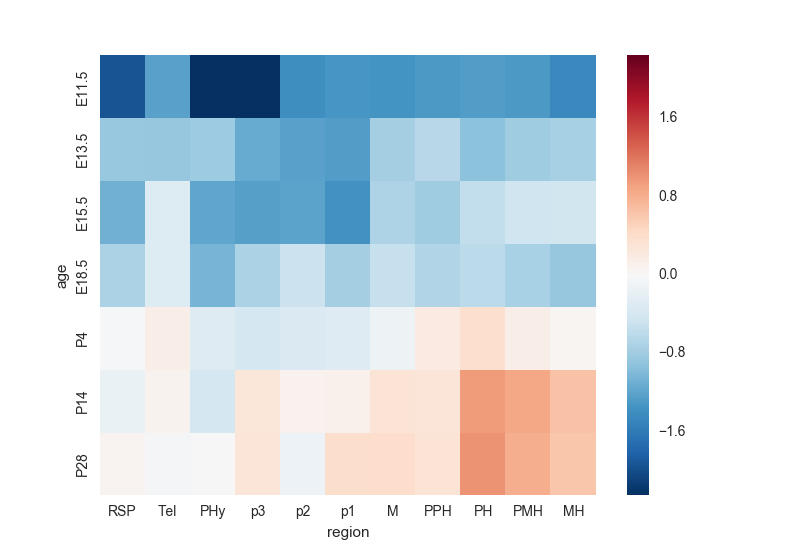 E11.5
E13.5
E15.5
E18.5
P4
P14
P28
age
RSP Tel PHy p3 p2 p1 M PPH PH PMH MH
region
1.6
0.8
0.0
−0.8
−1.6